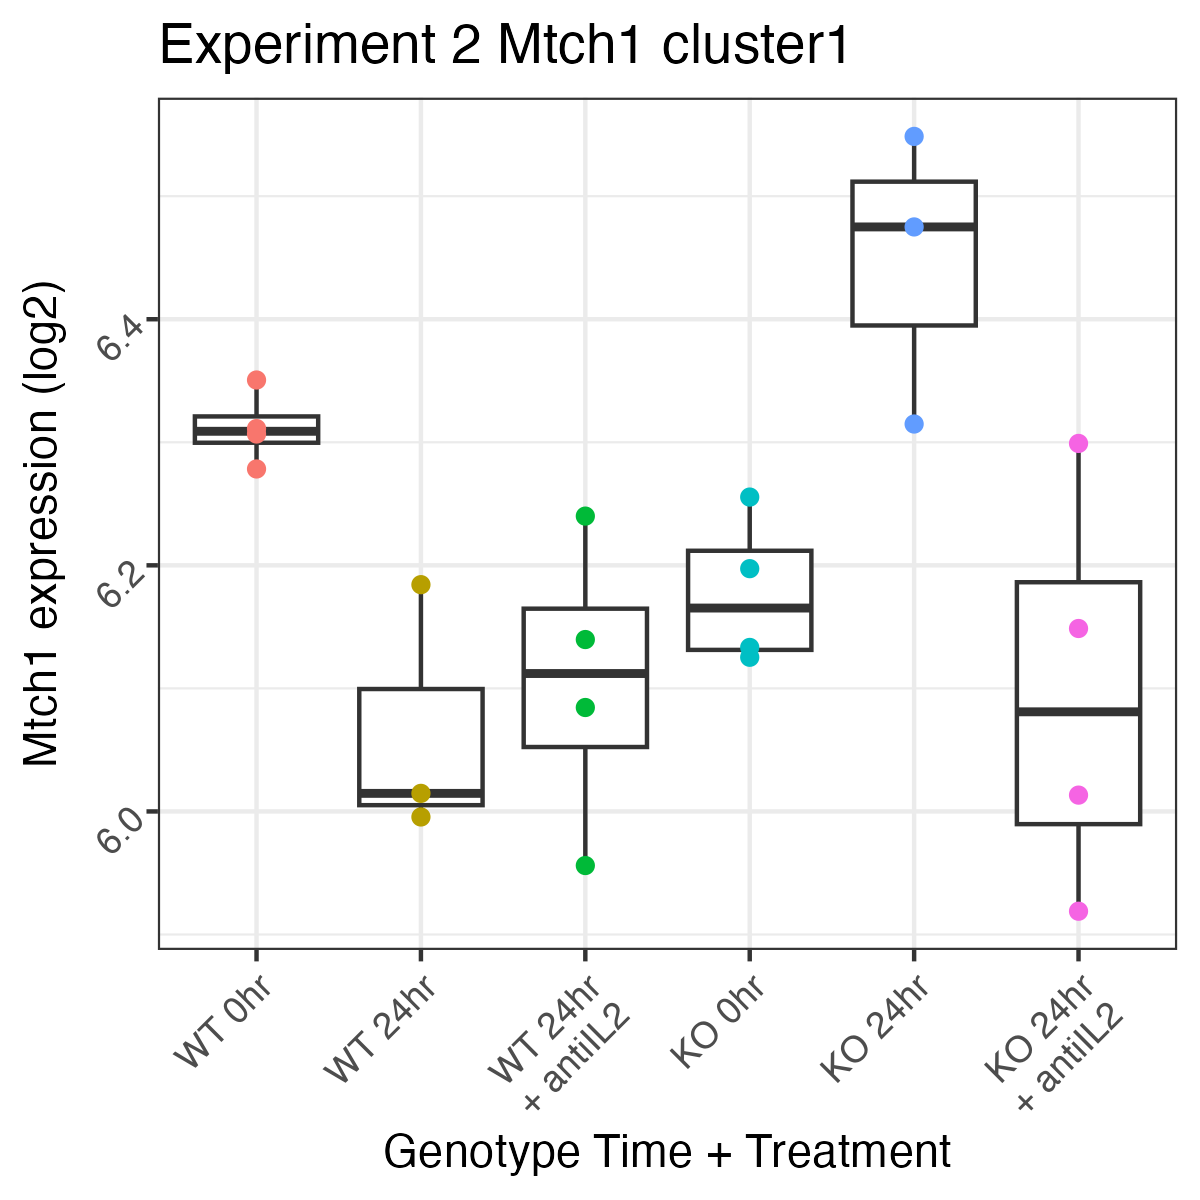 Experiment 2 Mtch1 cluster1
Mtch1 expression (log2)
6.4
6.2
6.0
WT 0hr
WT 24hr
WT 24hr
+ antiIL2
KO 0hr
KO 24hr
KO 24hr
+ antiIL2
Genotype Time + Treatment